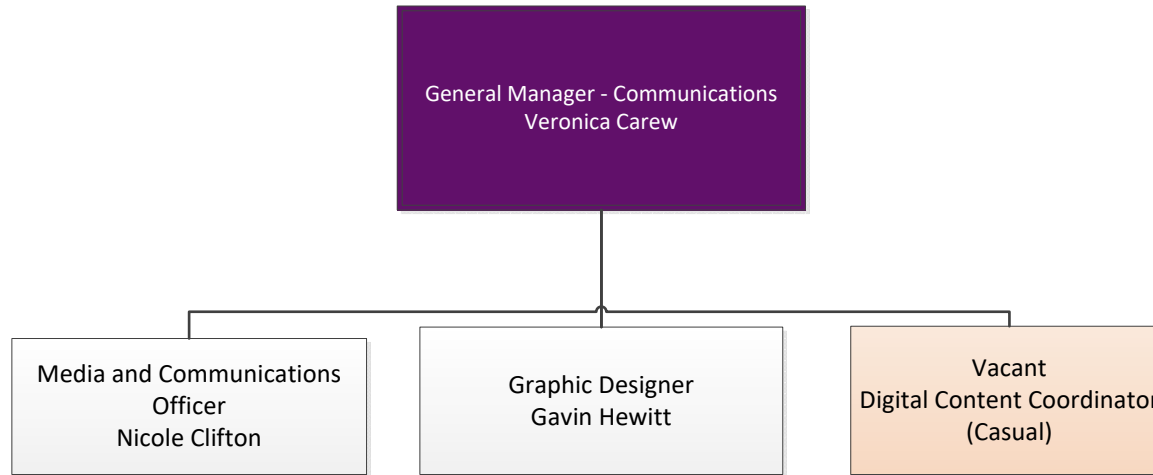 General Manager - Communications
Veronica Carew
Media and Communications
Officer
Nicole Clifton
Graphic Designer
Gavin Hewitt
Vacant
Digital Content Coordinator
(Casual)